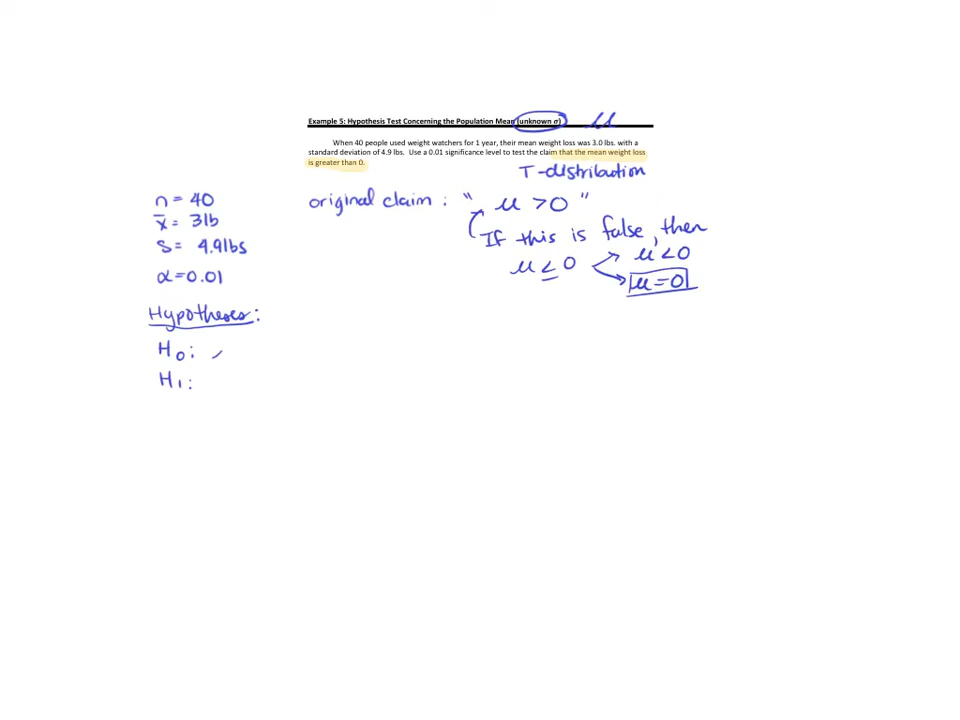 Example 5: Hypothesis Test Concerning the Population Mean (unknown σ) μ
When 40 people used weight watchers for 1 year, their mean weight loss was 3.0 lbs. with a
standard deviation of 4.9 lbs. Use a 0.01 significance level to test the claim that the mean weight loss
is greater than 0.
T-distribution
n = 40
x̄ = 3lb
s = 4.9lbs
α = 0.01
original claim : " μ > 0 "
If this is false, then
μ ≤ 0
μ < 0
μ = 0
Hypotheses:
H₀:
H₁: